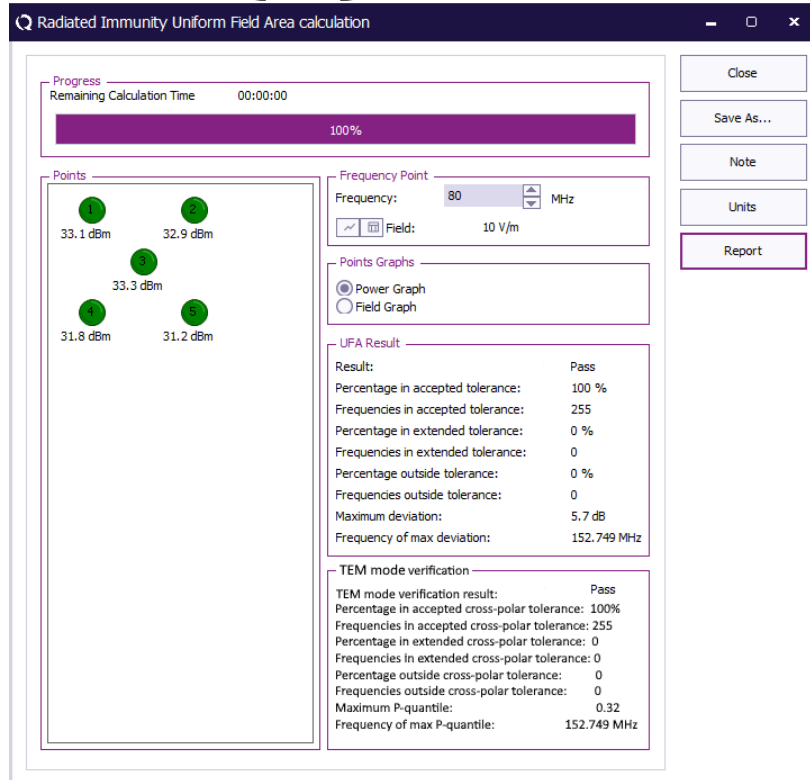 Radiated Immunity Uniform Field Area calculation
Progress
Remaining Calculation Time 00:00:00
100%
Close
Save As...
Note
Units
Report
Points
1 2
33.1 dBm 32.9 dBm
3
33.3 dBm
4 5
31.8 dBm 31.2 dBm
Frequency Point
Frequency: 80 MHz
Field: 10 V/m
Points Graphs
Power Graph
Field Graph
UFA Result
Result: Pass
Percentage in accepted tolerance: 100 %
Frequencies in accepted tolerance: 255
Percentage in extended tolerance: 0 %
Frequencies in extended tolerance: 0
Percentage outside tolerance: 0 %
Frequencies outside tolerance: 0
Maximum deviation: 5.7 dB
Frequency of max deviation: 152.749 MHz
TEM mode verification
TEM mode verification result: Pass
Percentage in accepted cross-polar tolerance: 100%
Frequencies in accepted cross-polar tolerance: 255
Percentage in extended cross-polar tolerance: 0
Frequencies in extended cross-polar tolerance: 0
Percentage outside cross-polar tolerance: 0
Frequencies outside cross-polar tolerance: 0
Maximum P-quantile: 0.32
Frequency of max P-quantile: 152.749 MHz